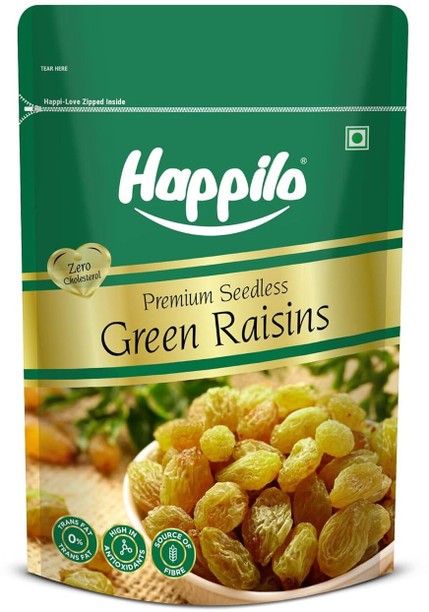 TEAR HERE
Happi-Love Zipped Inside
Happilo®
Zero
Cholesterol
Premium Seedless
Green Raisins
TRANS FAT
0%
TRANS FAT
HIGH IN
ANTIOXIDANTS
SOURCE OF
FIBRE